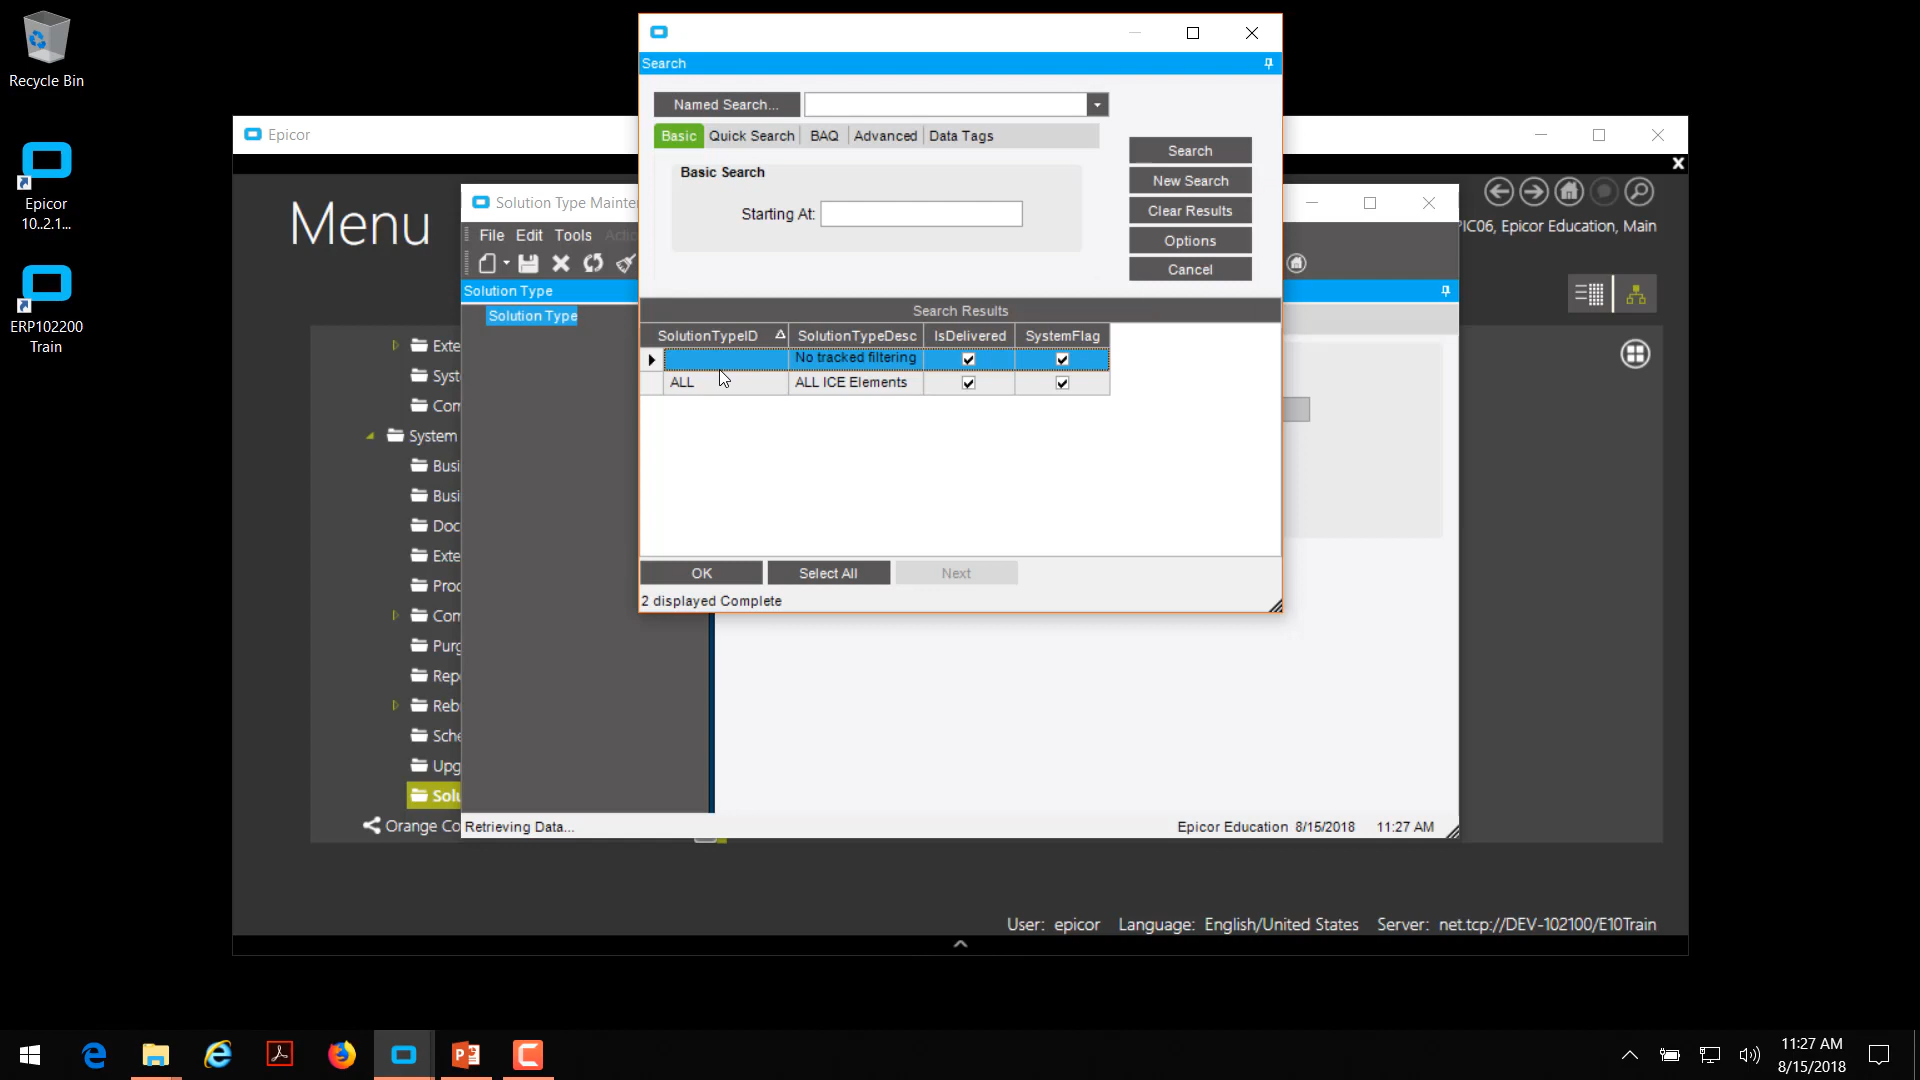 Recycle Bin
Epicor
10..2.1...
ERP102200
Train
Epicor
Menu
PIC06, Epicor Education, Main
Exte
Syst
Com
System
Busi
Busi
Doc
Exte
Proc
Com
Purg
Rep
Reb
Sche
Upg
Solu
Orange Co
Solution Type Mainte
File Edit Tools Acti
Solution Type
Solution Type
Retrieving Data...
Epicor Education 8/15/2018 11:27 AM
Search
Named Search...
Basic Quick Search BAQ Advanced Data Tags
Basic Search
Starting At:
Search
New Search
Clear Results
Options
Cancel
Search Results
SolutionTypeID SolutionTypeDesc IsDelivered SystemFlag
No tracked filtering
ALL ALL ICE Elements
OK Select All Next
2 displayed Complete
User: epicor Language: English/United States Server: net.tcp://DEV-102100/E10Train
11:27 AM
8/15/2018